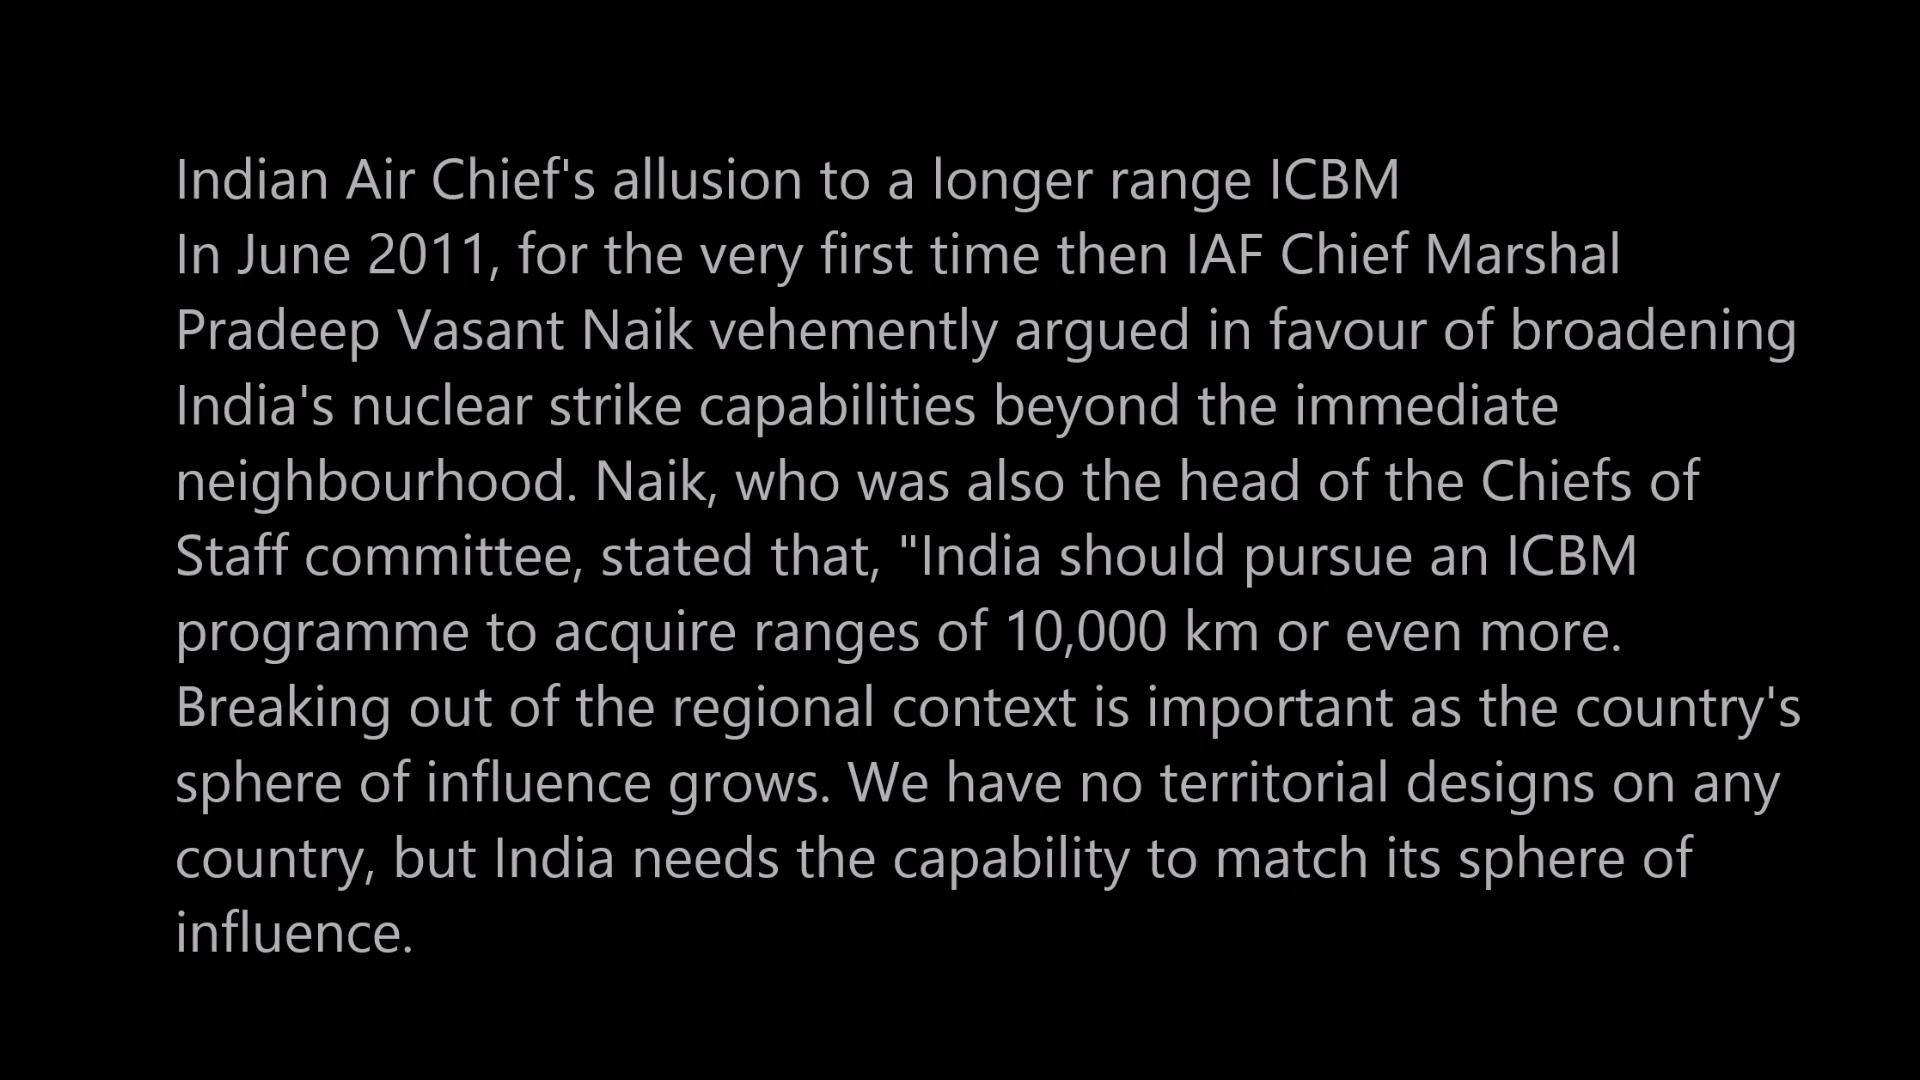 Indian Air Chief's allusion to a longer range ICBM
In June 2011, for the very first time then IAF Chief Marshal
Pradeep Vasant Naik vehemently argued in favour of broadening
India's nuclear strike capabilities beyond the immediate
neighbourhood. Naik, who was also the head of the Chiefs of
Staff committee, stated that, "India should pursue an ICBM
programme to acquire ranges of 10,000 km or even more.
Breaking out of the regional context is important as the country's
sphere of influence grows. We have no territorial designs on any
country, but India needs the capability to match its sphere of
influence.